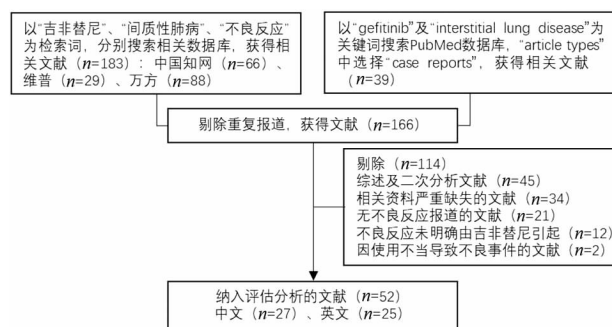 以“吉非替尼”、“间质性肺病”、“不良反应”
为检索词，分别搜索相关数据库，获得相
关文献（n=183）：中国知网（n=66）、
维普（n=29）、万方（n=88）
以“gefitinib”及“interstitial lung disease”为
关键词搜索PubMed数据库，“article types”
中选择“case reports”，获得相关文献
（n=39）
剔除重复报道，获得文献（n=166）
剔除（n=114）
综述及二次分析文献（n=45）
相关资料严重缺失的文献（n=34）
无不良反应报道的文献（n=21）
不良反应未明确由吉非替尼引起（n=12）
因使用不当导致不良事件的文献（n=2）
纳入评估分析的文献（n=52）
中文（n=27）、英文（n=25）